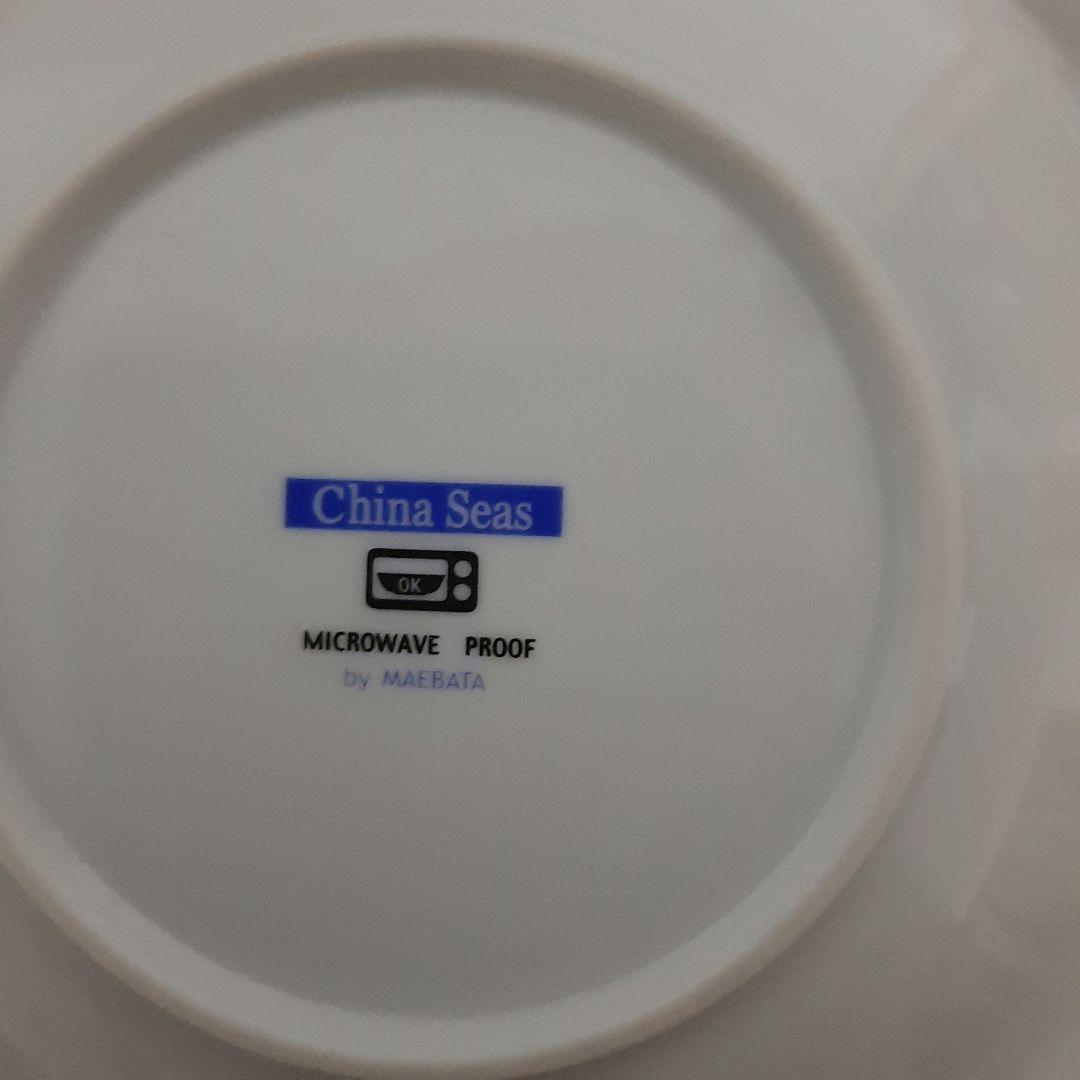 China Seas
OK
MICROWAVE PROOF
by MAEBATA